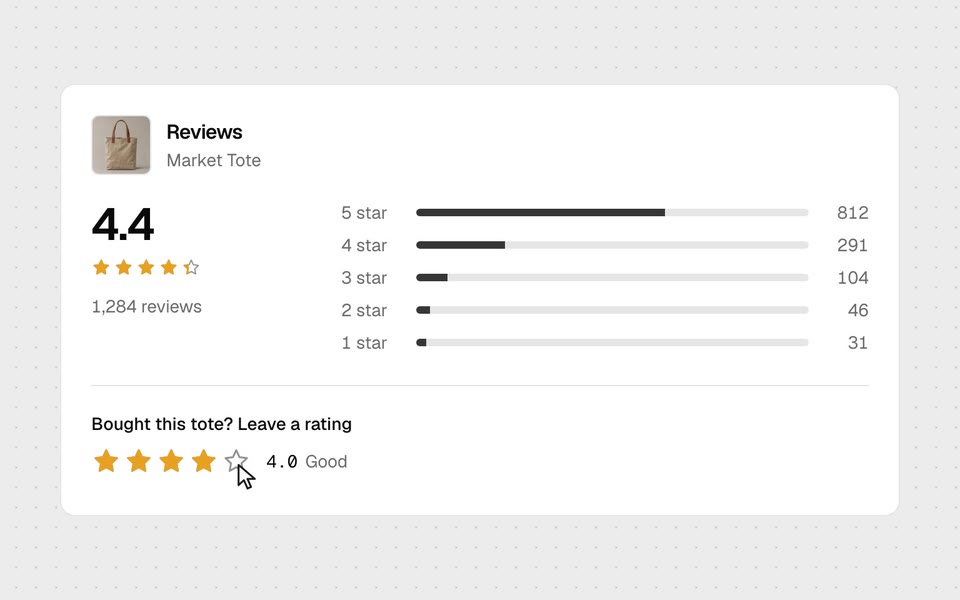 Reviews
Market Tote
4.4
1,284 reviews
5 star 812
4 star 291
3 star 104
2 star 46
1 star 31
Bought this tote? Leave a rating
4.0 Good